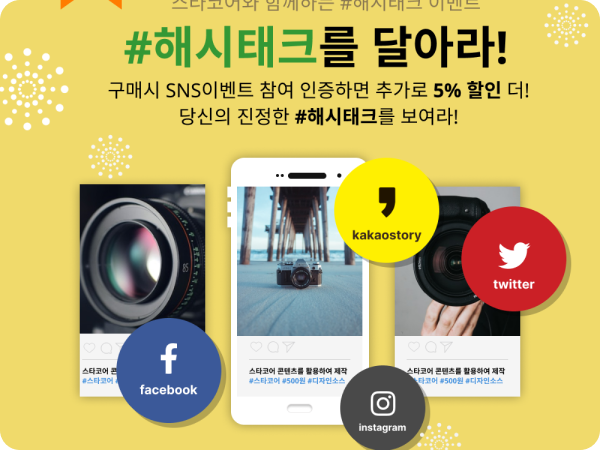 스타코어와 함께하는 #해시태크 이벤트
#해시태크를 달아라!
구매시 SNS이벤트 참여 인증하면 추가로 5% 할인 더!
당신의 진정한 #해시태크를 보여라!
kakaostory
twitter
facebook
instagram
스타코어 콘
#스타코어 #
스타코어 콘텐츠를 활용하여 제작
#스타코어 #500원 #디자인소스
스타코어 콘텐츠를 활용하여 제작
#스타코어 #500원 #디자인소스